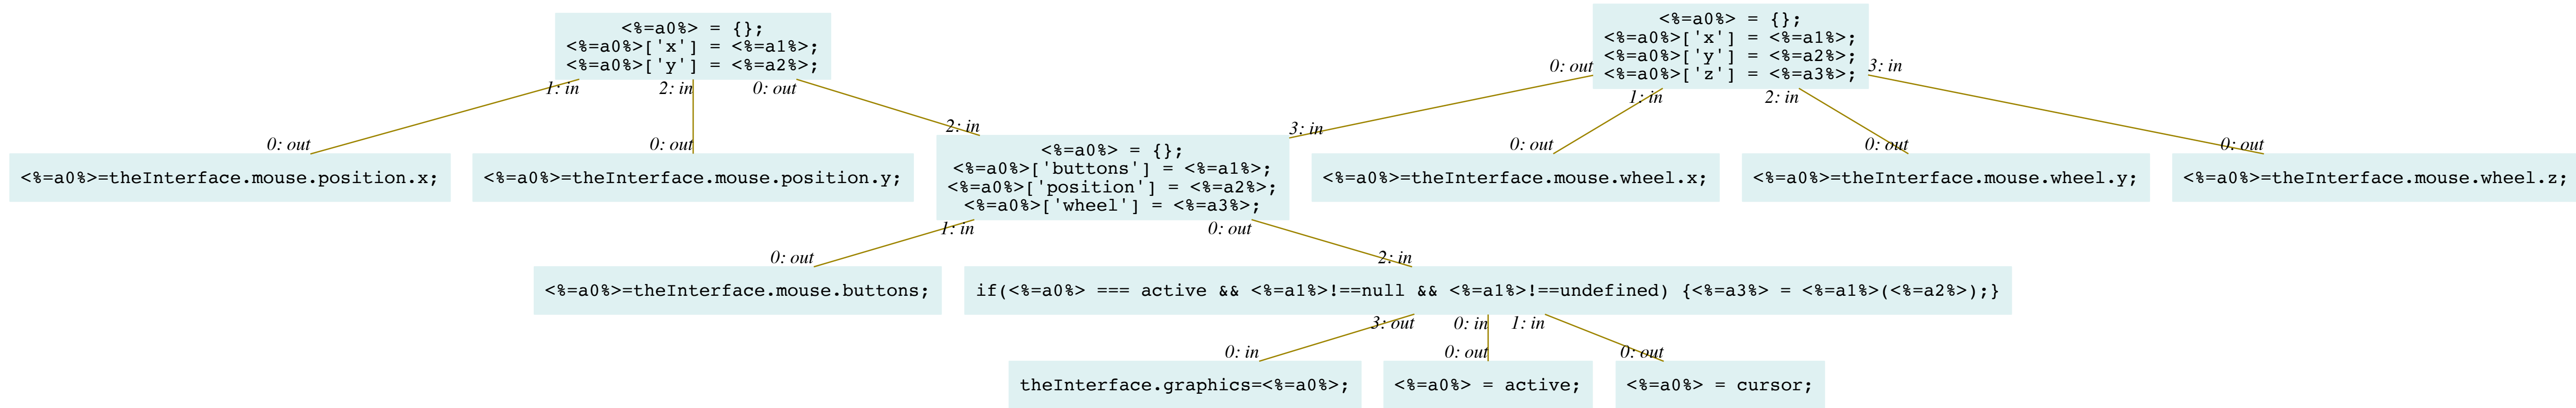 <%=a0%> = {};
<%=a0%>['x'] = <%=a1%>;
<%=a0%>['y'] = <%=a2%>;
<%=a0%> = {};
<%=a0%>['x'] = <%=a1%>;
<%=a0%>['y'] = <%=a2%>;
<%=a0%>['z'] = <%=a3%>;
1: in
2: in
0: out
0: out
1: in
2: in
3: in
0: out
0: out
2: in
3: in
0: out
0: out
0: out
<%=a0%>=theInterface.mouse.position.x;
<%=a0%>=theInterface.mouse.position.y;
<%=a0%> = {};
<%=a0%>['buttons'] = <%=a1%>;
<%=a0%>['position'] = <%=a2%>;
<%=a0%>['wheel'] = <%=a3%>;
<%=a0%>=theInterface.mouse.wheel.x;
<%=a0%>=theInterface.mouse.wheel.y;
<%=a0%>=theInterface.mouse.wheel.z;
1: in
0: out
0: out
2: in
<%=a0%>=theInterface.mouse.buttons;
if(<%=a0%> === active && <%=a1%>!==null && <%=a1%>!==undefined) {<%=a3%> = <%=a1%>(<%=a2%>);}
3: out
0: in
1: in
0: in
0: out
0: out
theInterface.graphics=<%=a0%>;
<%=a0%> = active;
<%=a0%> = cursor;